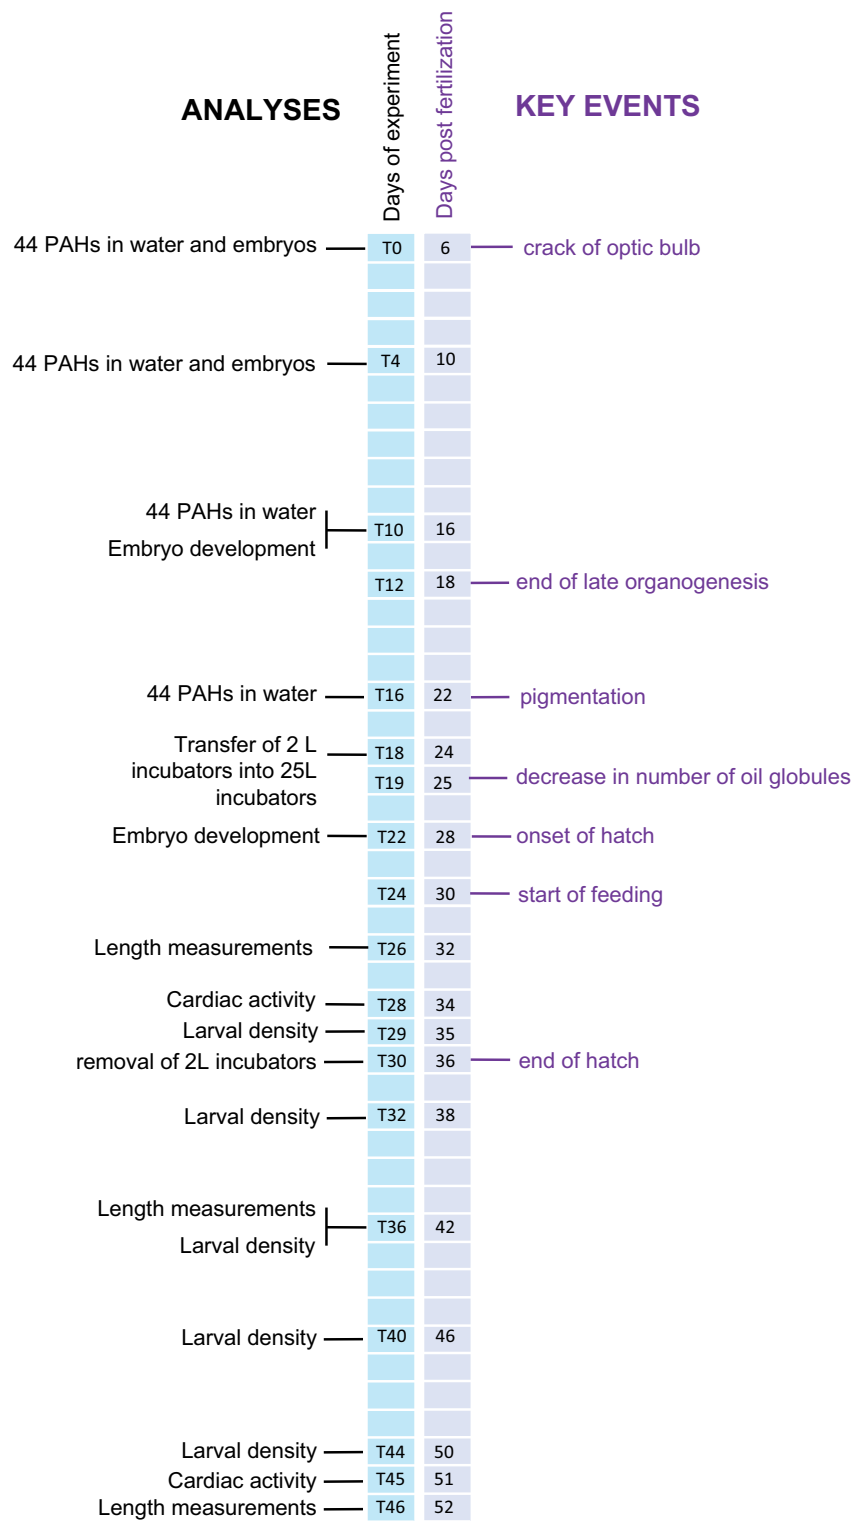 ANALYSES
Days of experiment
Days post fertilization
KEY EVENTS
44 PAHs in water and embryos T0 6 crack of optic bulb
44 PAHs in water and embryos T4 10
44 PAHs in water
Embryo development
T10 16
T12 18 end of late organogenesis
44 PAHs in water T16 22 pigmentation
Transfer of 2 L
incubators into 25L
incubators
T18 24
T19 25 decrease in number of oil globules
Embryo development T22 28 onset of hatch
T24 30 start of feeding
Length measurements T26 32
Cardiac activity T28 34
Larval density T29 35
removal of 2L incubators T30 36 end of hatch
Larval density T32 38
Length measurements
Larval density
T36 42
Larval density T40 46
Larval density T44 50
Cardiac activity T45 51
Length measurements T46 52